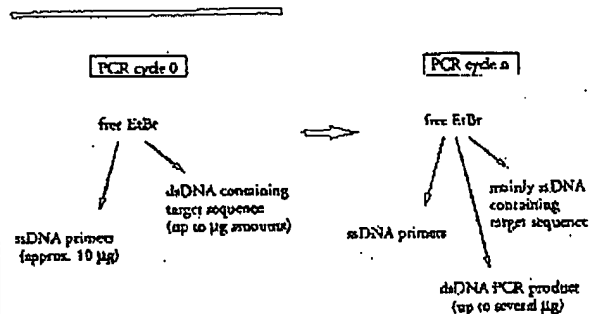 PCR cycle 0
free EtBr
ssDNA primers
(approx. 10 µg)
dsDNA containing
target sequence
(up to µg amounts)
PCR cycle n
free EtBr
ssDNA primers
mainly ssDNA
containing
target sequence
dsDNA PCR product
(up to several µg)